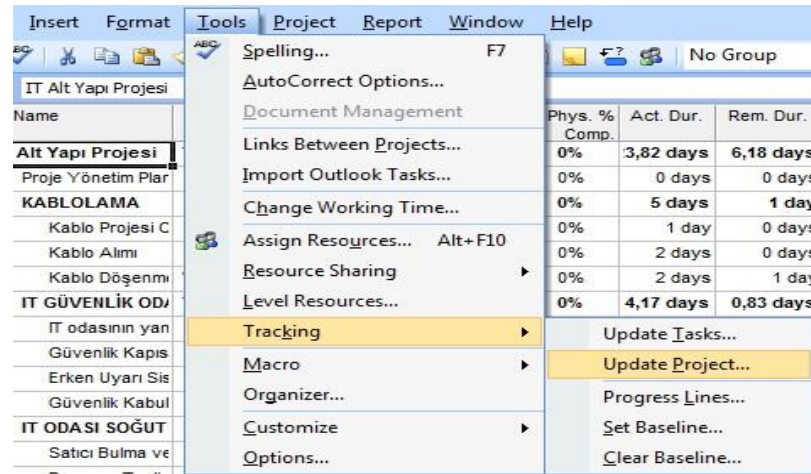 Insert Format Tools Project Report Window Help
ABC No Group
IT Alt Yapı Projesi
Name Phys. % Comp. Act. Dur. Rem. Dur.
Alt Yapı Projesi 0% 3,82 days 6,18 days
Proje Yönetim Plan 0% 0 days 0 days
KABLOLAMA 0% 5 days 1 day
Kablo Projesi 0% 1 day 0 days
Kablo Alımı 0% 2 days 0 days
Kablo Döşenm 0% 2 days 1 day
IT GÜVENLİK ODA 0% 4,17 days 0,83 days
IT odasının yan
Güvenlik Kapıs
Erken Uyarı Sis
Güvenlik Kabul
IT ODASI SOĞUT
Satıcı Bulma ve
ABC Spelling... F7
AutoCorrect Options...
Document Management
Links Between Projects...
Import Outlook Tasks...
Change Working Time...
Assign Resources... Alt+F10
Resource Sharing
Level Resources...
Tracking
Macro
Organizer...
Customize
Options...
Update Tasks...
Update Project...
Progress Lines...
Set Baseline...
Clear Baseline...